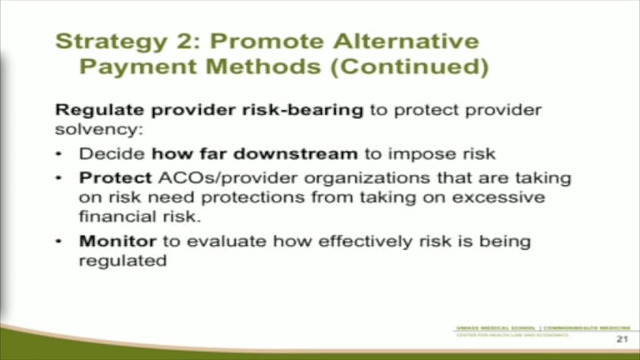 Strategy 2: Promote Alternative
Payment Methods (Continued)
Regulate provider risk-bearing to protect provider
solvency:
• Decide how far downstream to impose risk
• Protect ACOs/provider organizations that are taking
on risk need protections from taking on excessive
financial risk.
• Monitor to evaluate how effectively risk is being
regulated
UMASS MEDICAL SCHOOL | COMMONWEALTH MEDICINE
CENTER FOR HEALTH LAW AND ECONOMICS
21